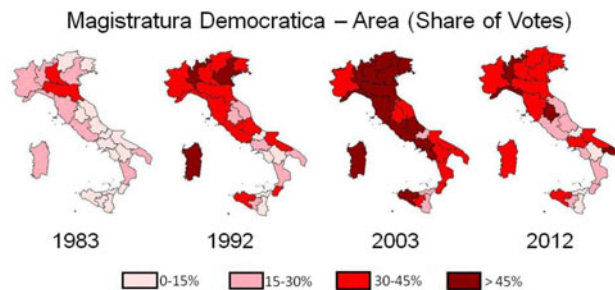 Magistratura Democratica – Area (Share of Votes)
1983 1992 2003 2012
0-15% 15-30% 30-45% >45%